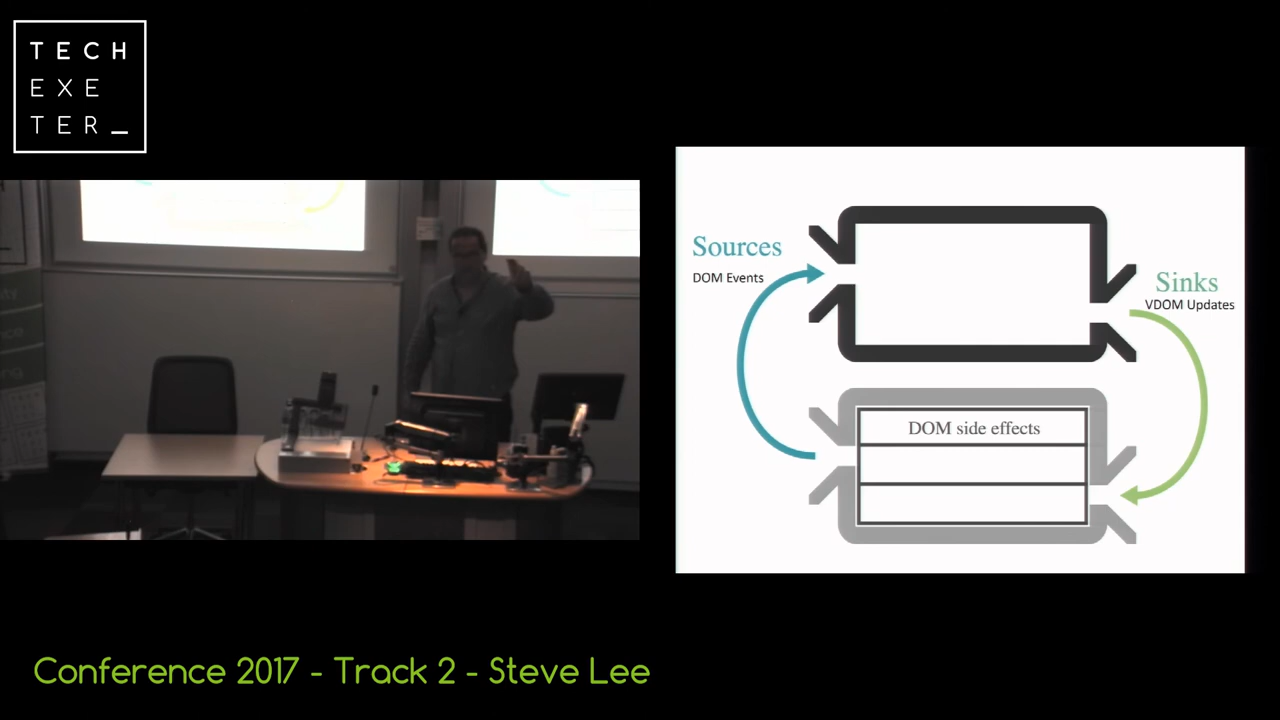 TECH
EXE
TER_
Sources
DOM Events
Sinks
VDOM Updates
DOM side effects
Conference 2017 - Track 2 - Steve Lee